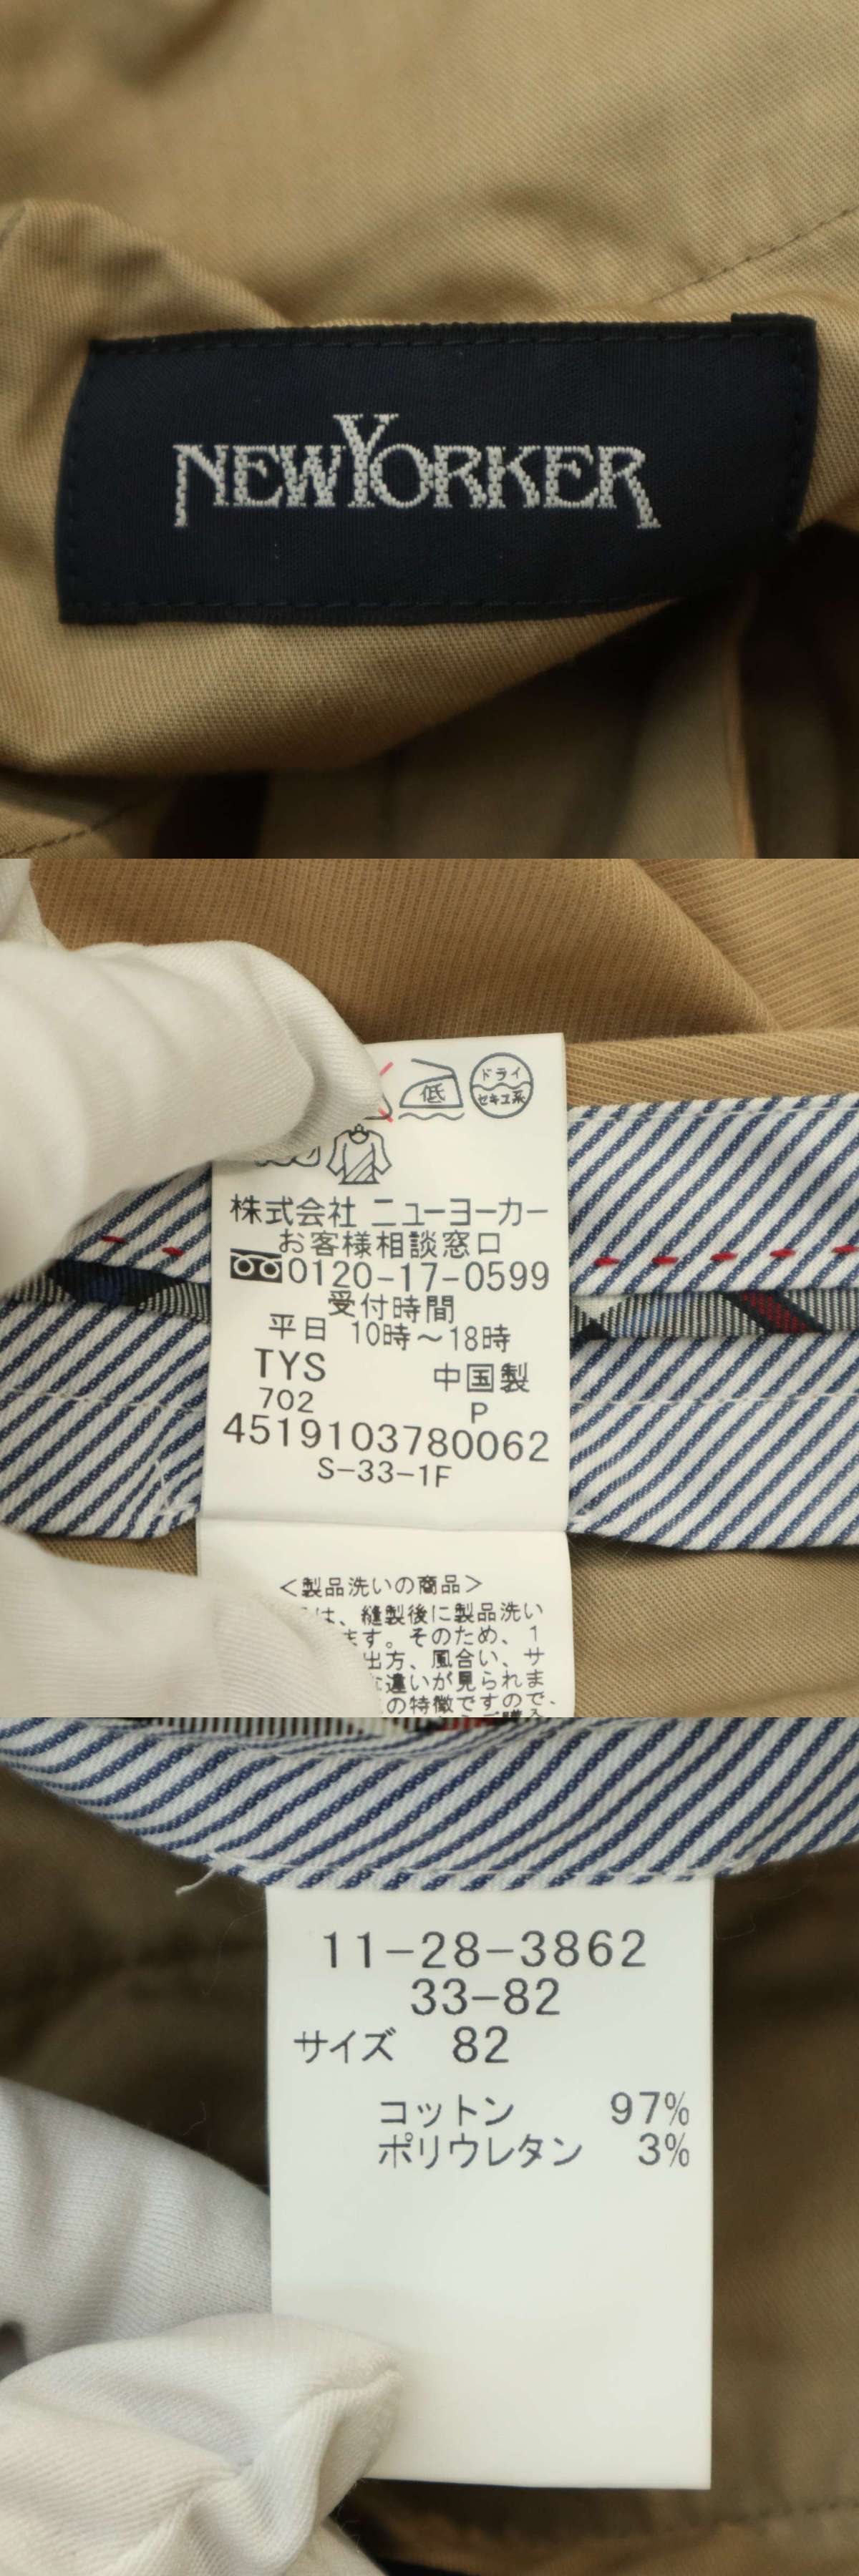 NEWYORKER
低
ドライ
セキユ系
株式会社 ニューヨーカー
お客様相談窓口
0120-17-0599
受付時間
平日 10時～18時
TYS 中国製
702 P
4519103780062
S-33-1F
＜製品洗いの商品＞
は、縫製後に製品洗い
ます。そのため、1
出方、風合い、サ
違いが見られま
の特徴ですので、
11-28-3862
33-82
サイズ 82
コットン 97%
ポリウレタン 3%